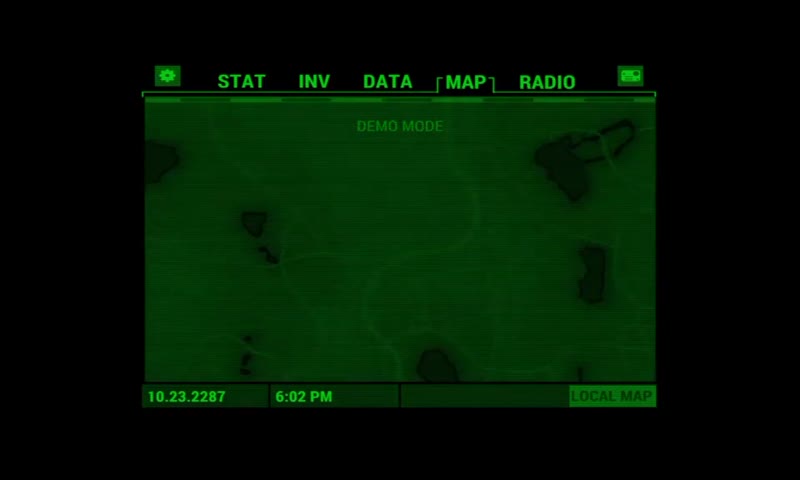 STAT INV DATA MAP RADIO
DEMO MODE
10.23.2287 6:02 PM LOCAL MAP